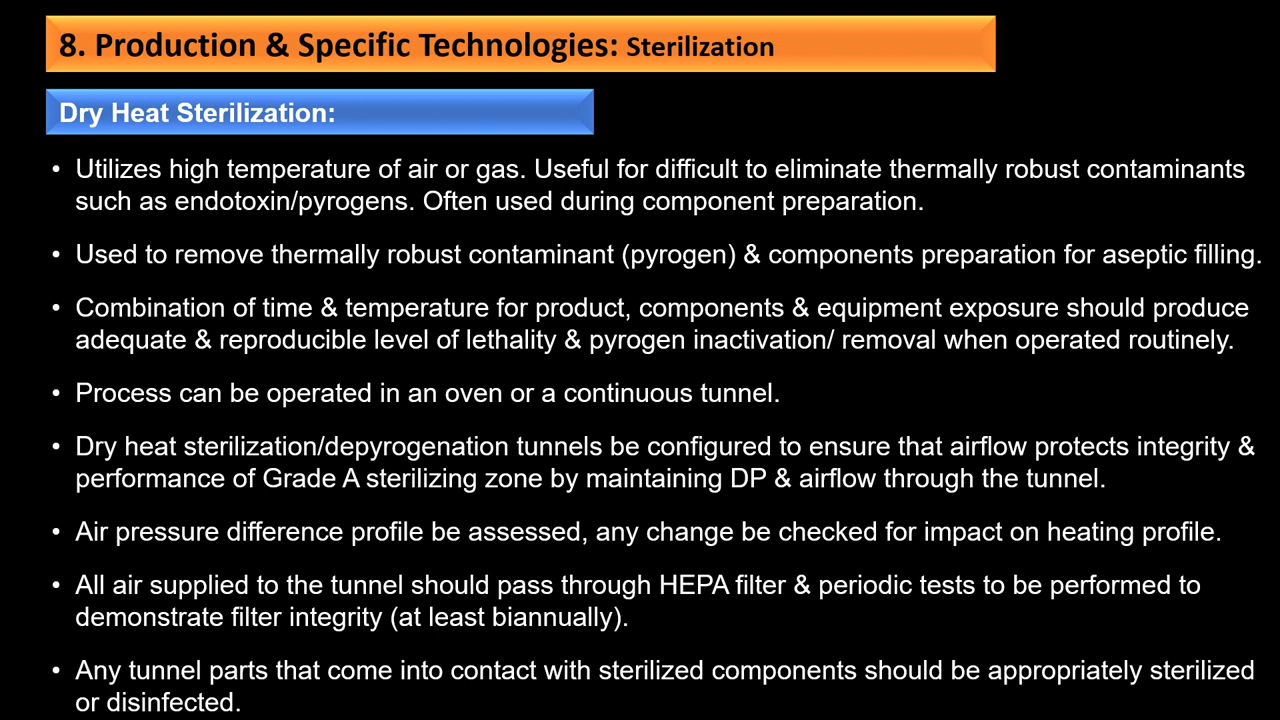 8. Production & Specific Technologies: Sterilization
Dry Heat Sterilization:
• Utilizes high temperature of air or gas. Useful for difficult to eliminate thermally robust contaminants
such as endotoxin/pyrogens. Often used during component preparation.
• Used to remove thermally robust contaminant (pyrogen) & components preparation for aseptic filling.
• Combination of time & temperature for product, components & equipment exposure should produce
adequate & reproducible level of lethality & pyrogen inactivation/ removal when operated routinely.
• Process can be operated in an oven or a continuous tunnel.
• Dry heat sterilization/depyrogenation tunnels be configured to ensure that airflow protects integrity &
performance of Grade A sterilizing zone by maintaining DP & airflow through the tunnel.
• Air pressure difference profile be assessed, any change be checked for impact on heating profile.
• All air supplied to the tunnel should pass through HEPA filter & periodic tests to be performed to
demonstrate filter integrity (at least biannually).
• Any tunnel parts that come into contact with sterilized components should be appropriately sterilized
or disinfected.